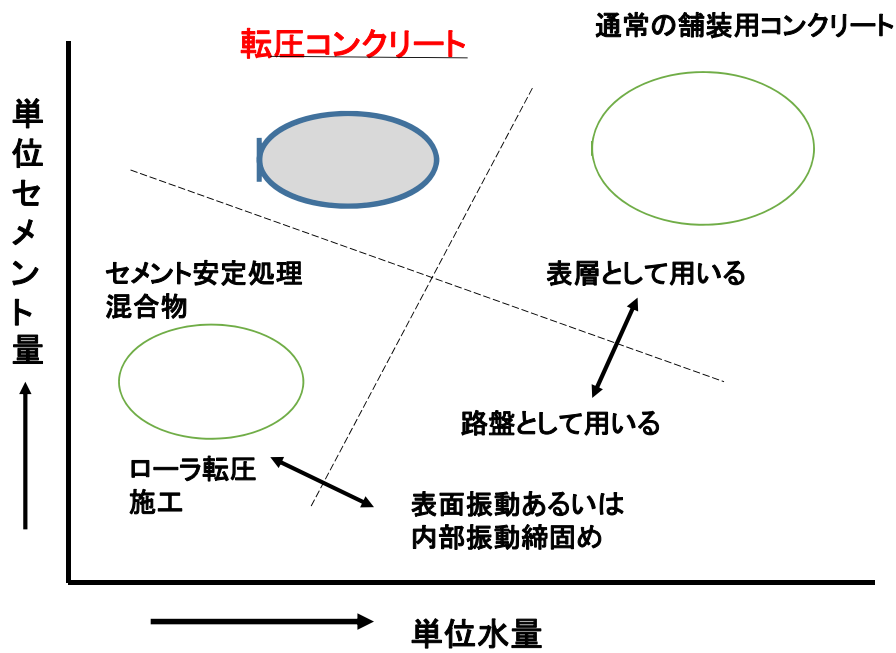 転圧コンクリート
通常の舗装用コンクリート
単位セメント量
セメント安定処理
混合物
表層として用いる
路盤として用いる
ローラ転圧
施工
表面振動あるいは
内部振動締固め
単位水量